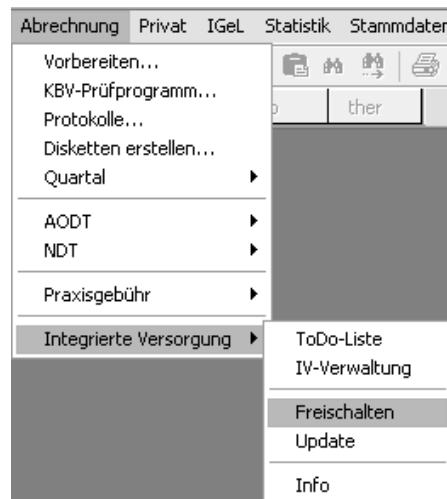 Abrechnung Privat IGeL Statistik Stammdaten
Vorbereiten...
KBV-Prüfprogramm...
Protokolle...
ther
Disketten erstellen...
Quartal
AODT
NDT
Praxisgebühr
Integrierte Versorgung
ToDo-Liste
IV-Verwaltung
Freischalten
Update
Info